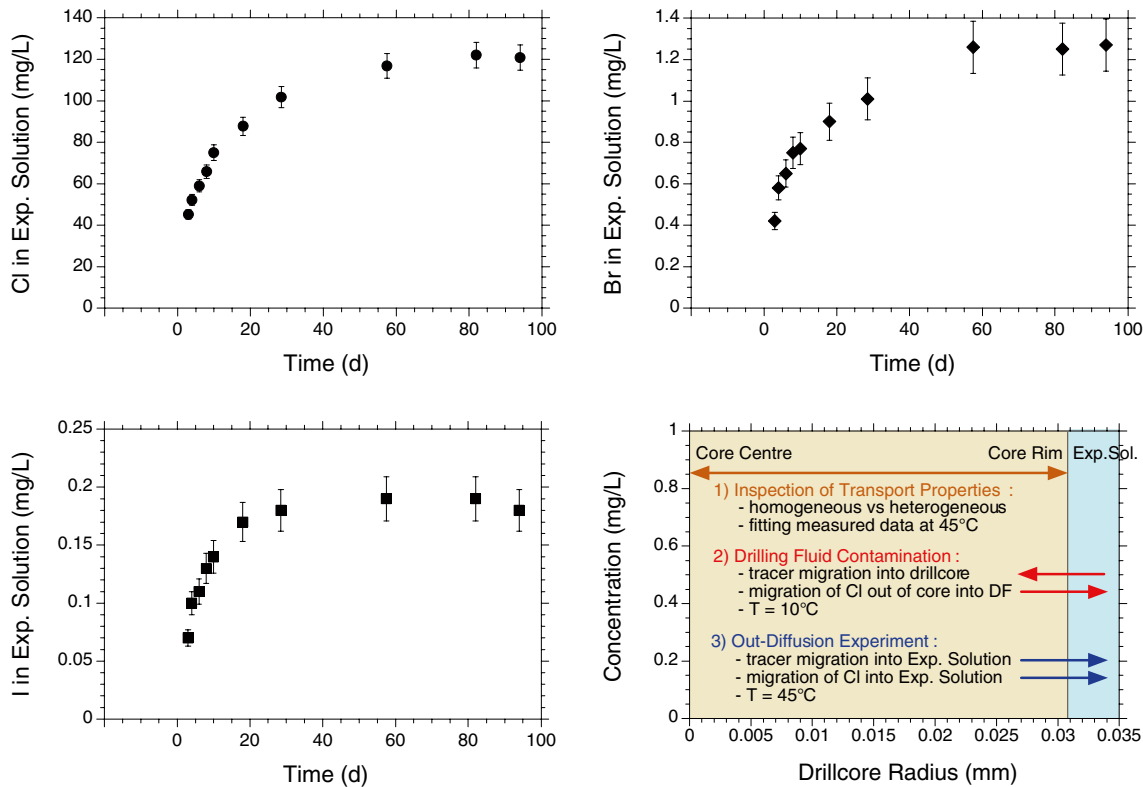 140
120
100
80
60
40
20
0
Cl in Exp. Solution (mg/L)
0 20 40 60 80 100
Time (d)
1.4
1.2
1
0.8
0.6
0.4
0.2
0
Br in Exp. Solution (mg/L)
0 20 40 60 80 100
Time (d)
0.25
0.2
0.15
0.1
0.05
0
I in Exp. Solution (mg/L)
0 20 40 60 80 100
Time (d)
1
0.8
0.6
0.4
0.2
0
Concentration (mg/L)
Core Centre Core Rim Exp.Sol.
1) Inspection of Transport Properties :
- homogeneous vs heterogeneous
- fitting measured data at 45°C
2) Drilling Fluid Contamination :
- tracer migration into drillcore
- migration of Cl out of core into DF
- T = 10°C
3) Out-Diffusion Experiment :
- tracer migration into Exp. Solution
- migration of Cl into Exp. Solution
- T = 45°C
0 0.005 0.01 0.015 0.02 0.025 0.03 0.035
Drillcore Radius (mm)